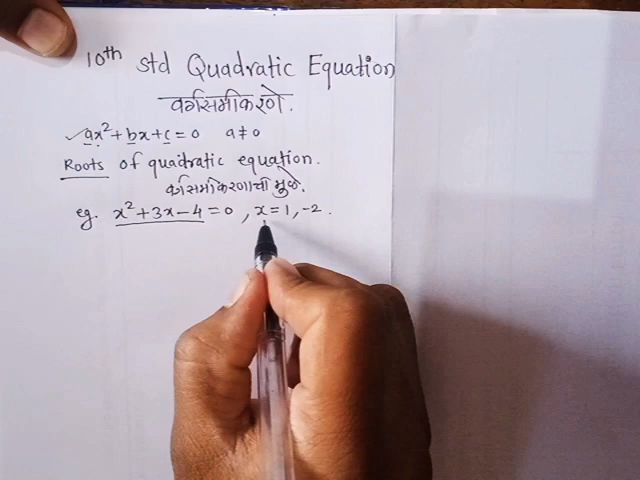 10th std Quadratic Equation
वर्गसमीकरणे.
✓ax²+bx+c=0 a≠0
Roots of quadratic equation.
वर्गसमीकरणाची मुळे.
eg. x²+3x-4=0, x=1,-2.